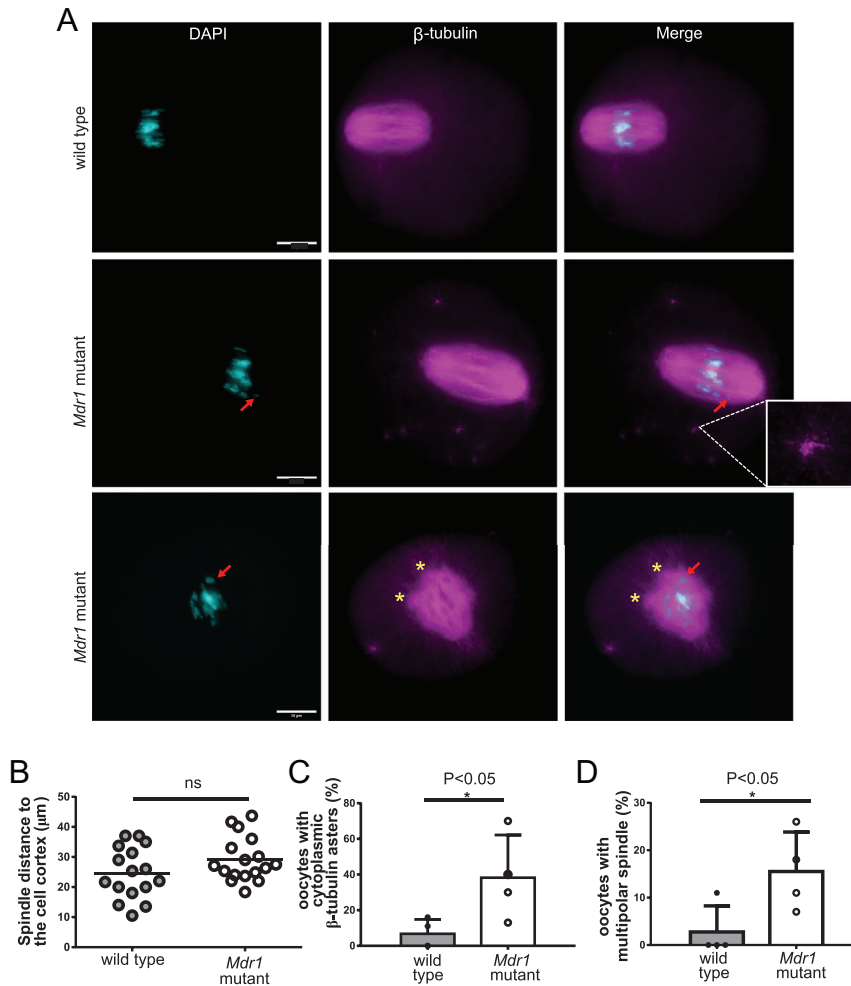 A
DAPI
β-tubulin
Merge
wild type
Mdr1 mutant
Mdr1 mutant
*
*
*
*
B
ns
Spindle distance to
the cell cortex (μm)
50
40
30
20
10
0
wild type
Mdr1
mutant
C
P<0.05
*
oocytes with
cytoplasmic
β-tubulin asters (%)
80
60
40
20
0
wild
type
Mdr1
mutant
D
P<0.05
*
oocytes with
multipolar spindle (%)
30
20
10
0
wild
type
Mdr1
mutant